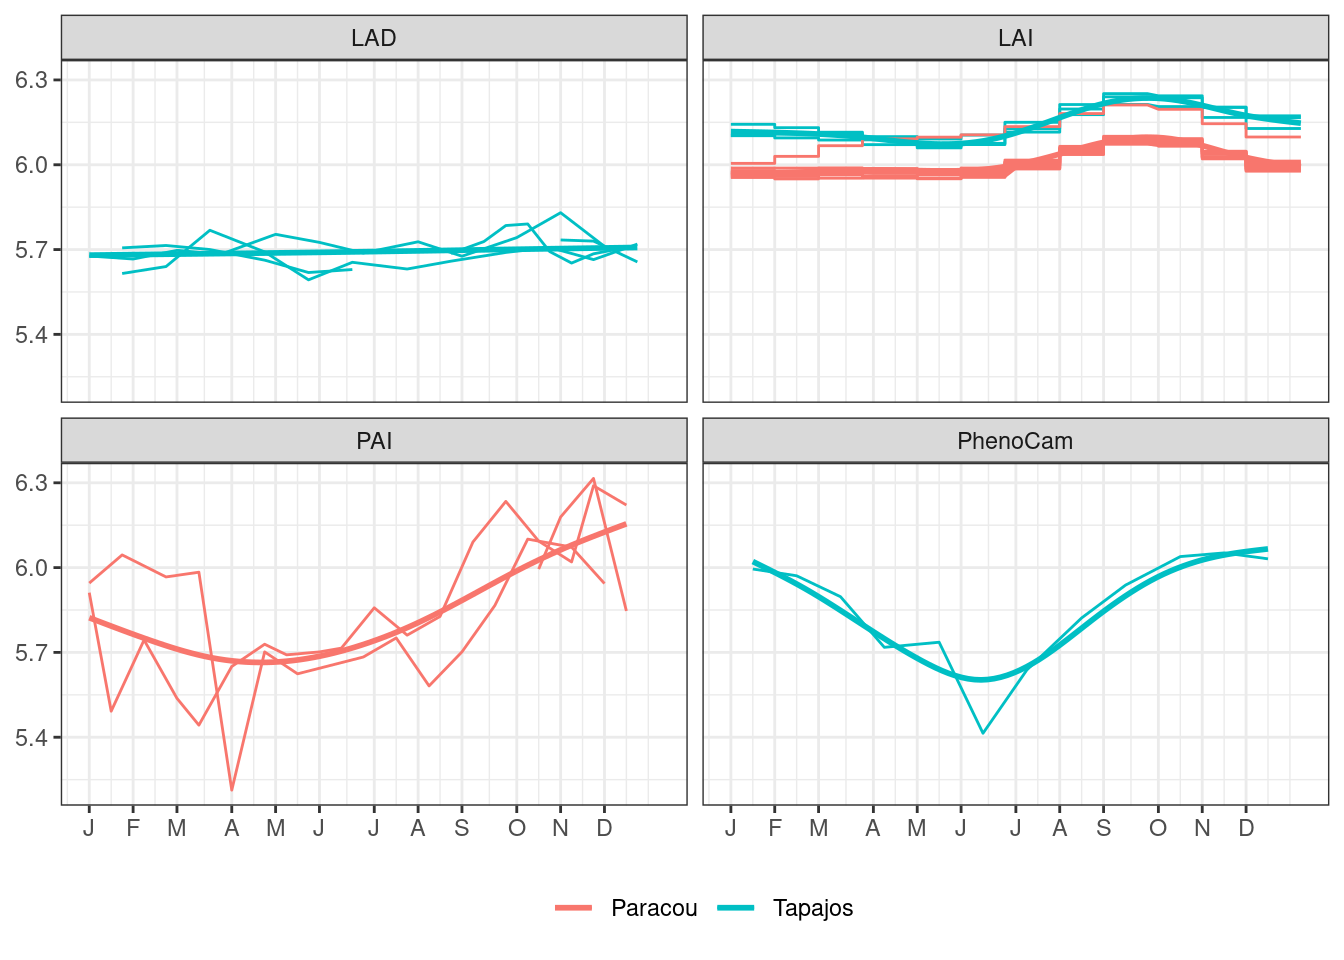 LAD LAI
6.3
6.0
5.7
5.4
PAI PhenoCam
6.3
6.0
5.7
5.4
J F M A M J J A S O N D J F M A M J J A S O N D
Paracou Tapajos